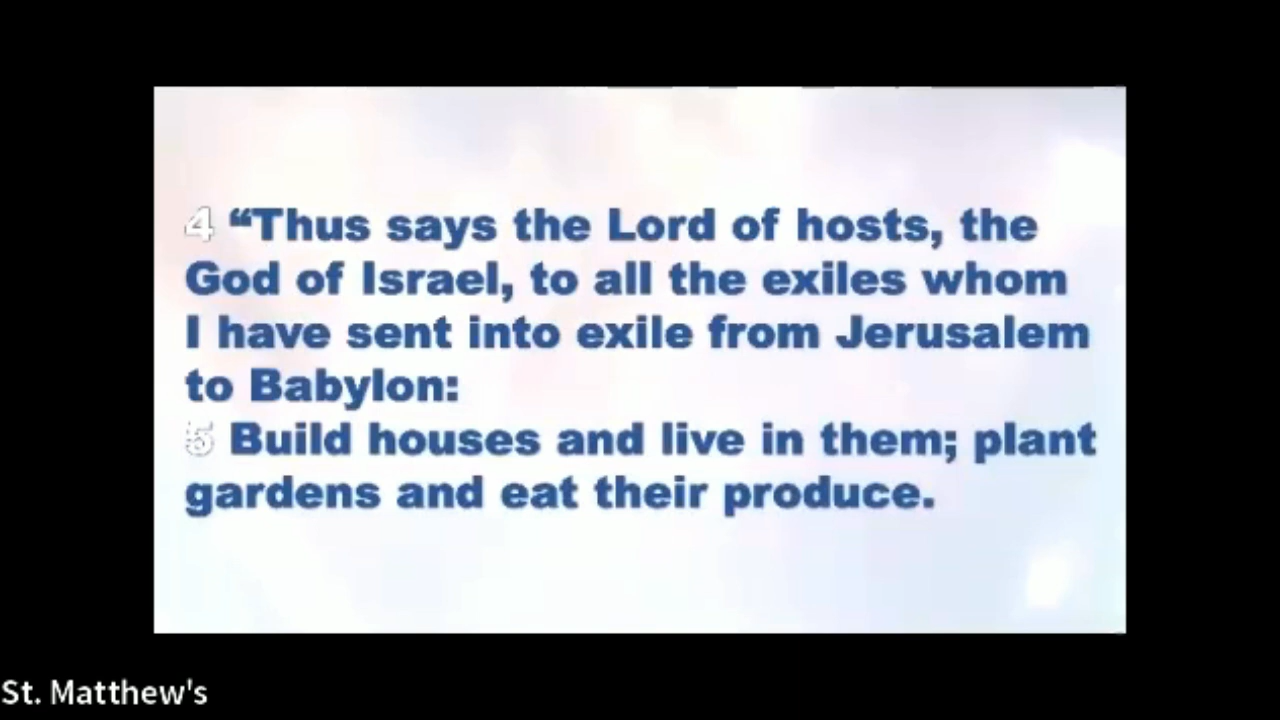 4 “Thus says the Lord of hosts, the
God of Israel, to all the exiles whom
I have sent into exile from Jerusalem
to Babylon:
5 Build houses and live in them; plant
gardens and eat their produce.
St. Matthew's